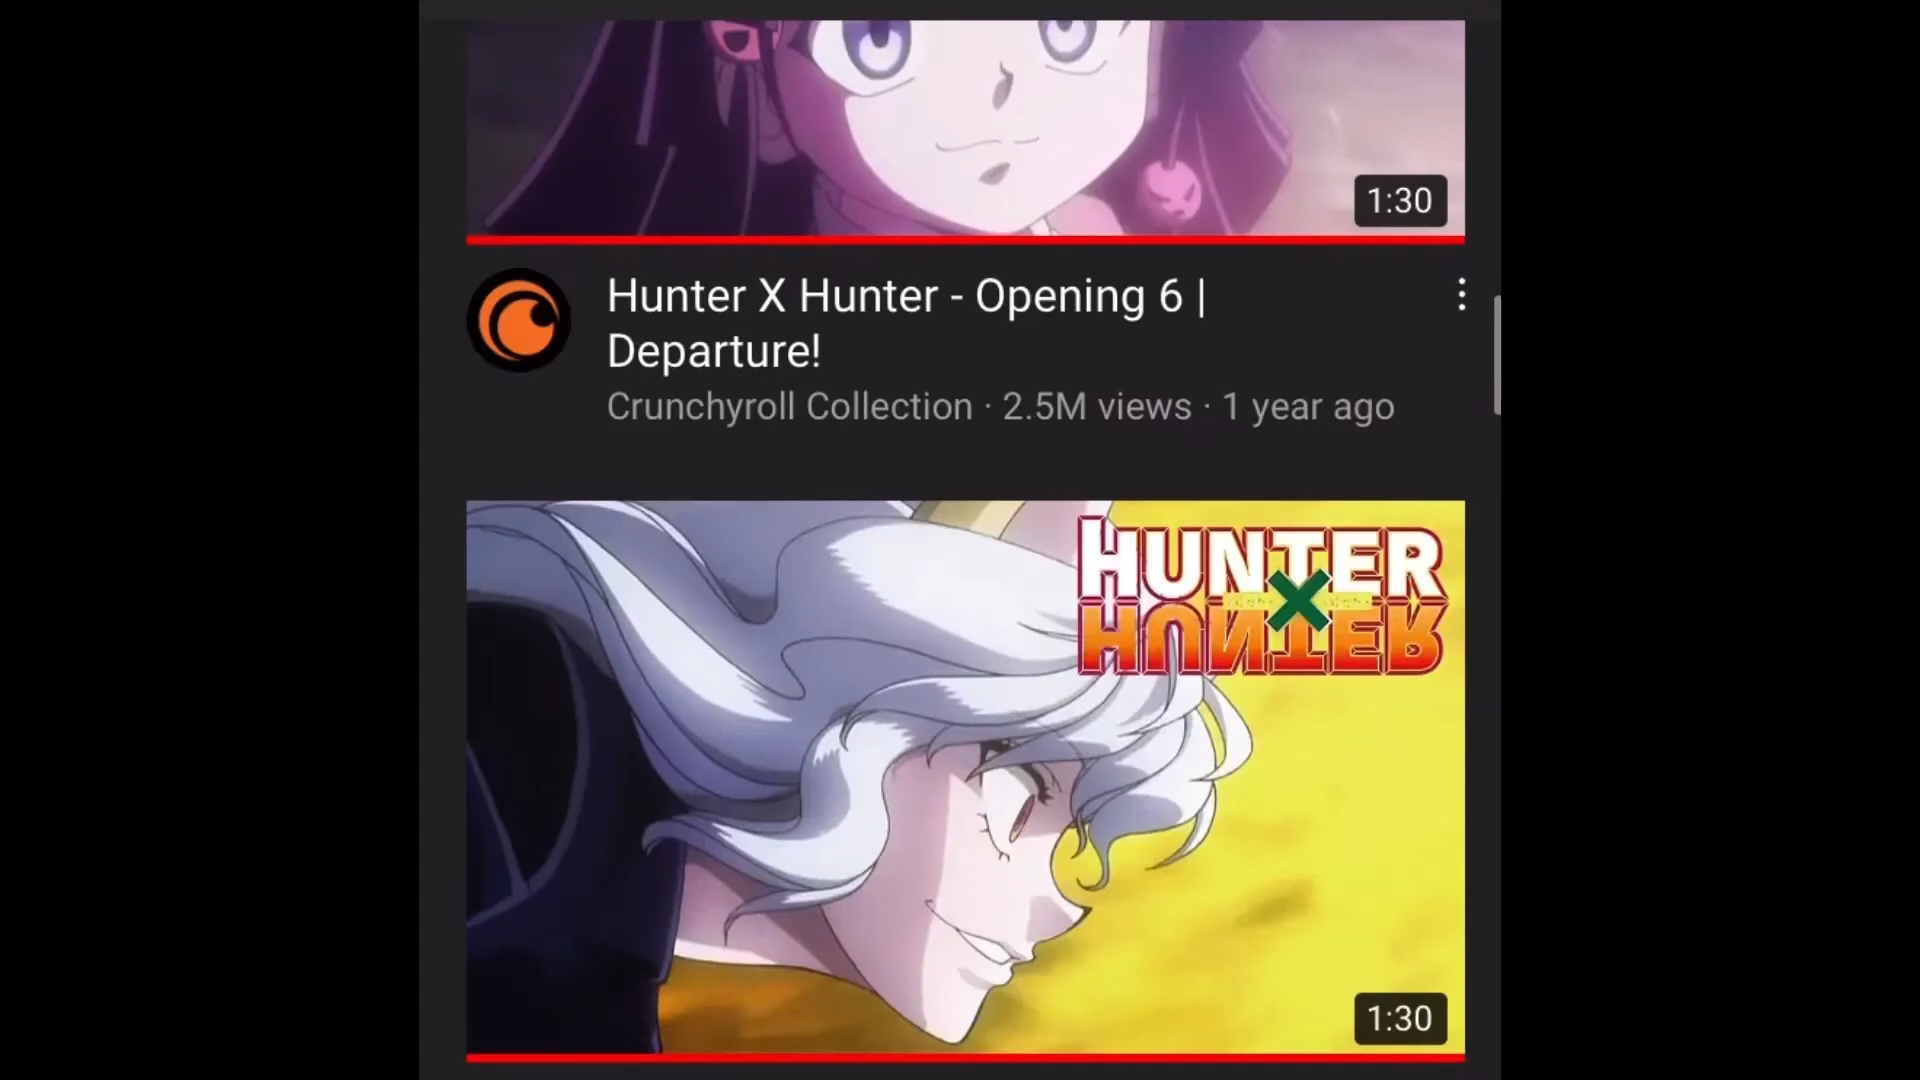 1:30
Hunter X Hunter - Opening 6 |
Departure!
Crunchyroll Collection · 2.5M views · 1 year ago
HUNTER
X
HUNTER
1:30